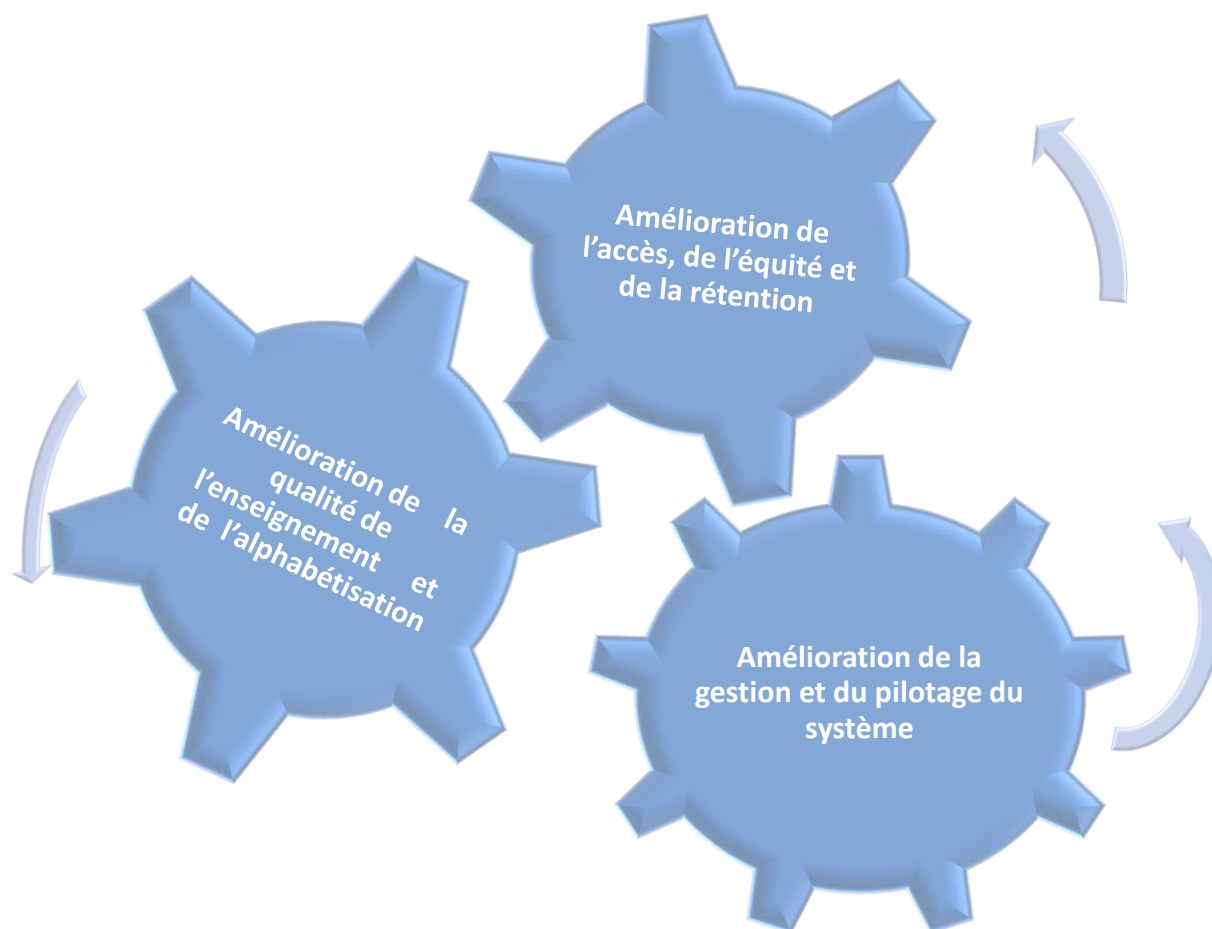 Amélioration de
l’accès, de l’équité et
de la rétention
Amélioration de la
qualité de
l’enseignement et
de l’alphabétisation
Amélioration de la
gestion et du pilotage du
système